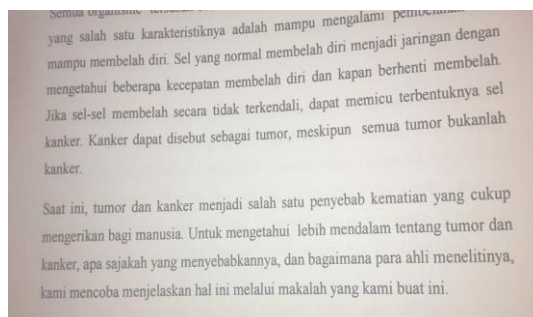 Semua organisme
yang salah satu karakteristiknya adalah mampu mengalami
mampu membelah diri. Sel yang normal membelah diri menjadi jaringan dengan
mengetahui beberapa kecepatan membelah diri dan kapan berhenti membelah.
Jika sel-sel membelah secara tidak terkendali, dapat memicu terbentuknya sel
kanker. Kanker dapat disebut sebagai tumor, meskipun semua tumor bukanlah
kanker.
Saat ini, tumor dan kanker menjadi salah satu penyebab kematian yang cukup
mengerikan bagi manusia. Untuk mengetahui lebih mendalam tentang tumor dan
kanker, apa sajakah yang menyebabkannya, dan bagaimana para ahli menelitinya,
kami mencoba menjelaskan hal ini melalui makalah yang kami buat ini.